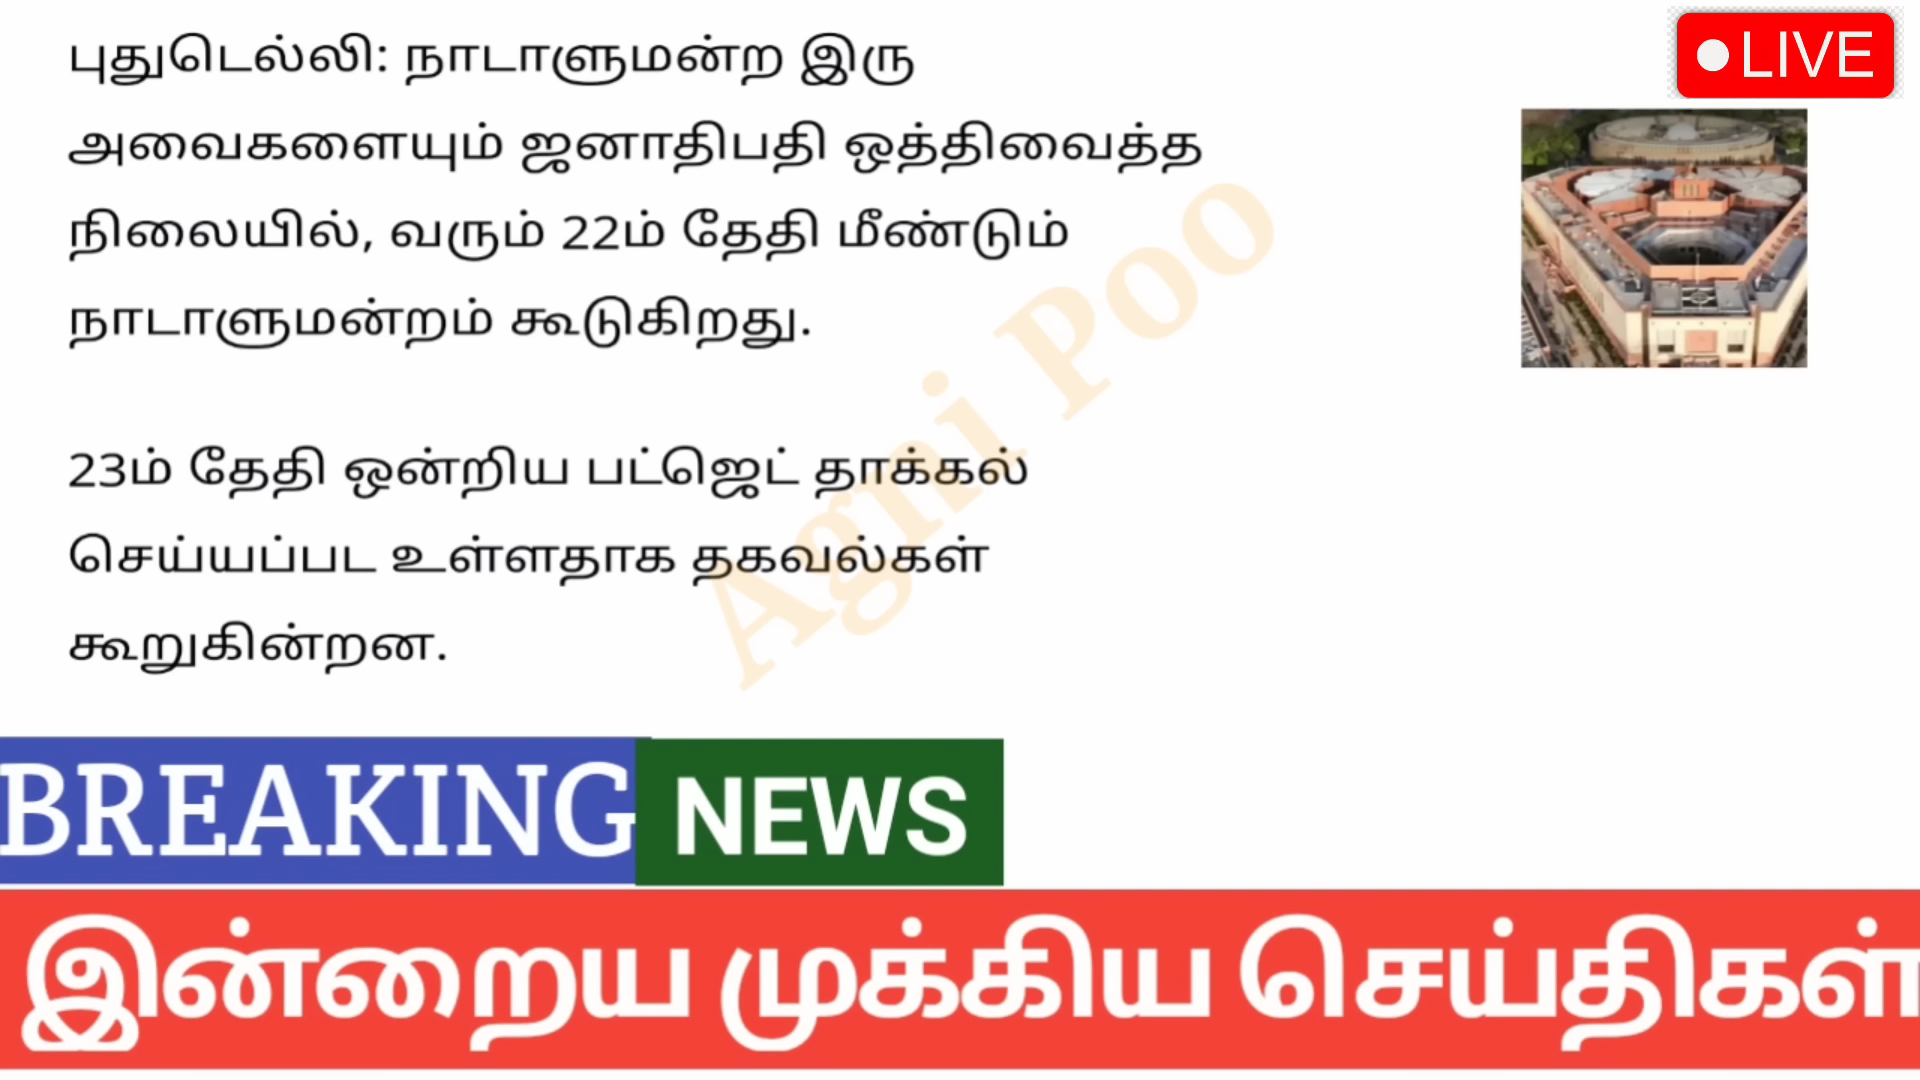 புதுடெல்லி: நாடாளுமன்ற இரு
அவைகளையும் ஜனாதிபதி ஒத்திவைத்த
நிலையில், வரும் 22ம் தேதி மீண்டும்
நாடாளுமன்றம் கூடுகிறது.
23ம் தேதி ஒன்றிய பட்ஜெட் தாக்கல்
செய்யப்பட உள்ளதாக தகவல்கள்
கூறுகின்றன.
LIVE
Agni Poo
BREAKING NEWS
இன்றைய முக்கிய செய்திகள்